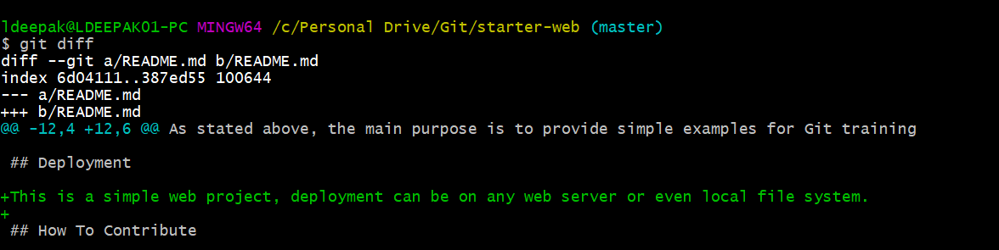 ldeepak@LDEEPAK01-PC MINGW64 /c/Personal Drive/Git/starter-web (master)
$ git diff
diff --git a/README.md b/README.md
index 6d04111..387ed55 100644
--- a/README.md
+++ b/README.md
@@ -12,4 +12,6 @@ As stated above, the main purpose is to provide simple examples for Git training

 ## Deployment

+This is a simple web project, deployment can be on any web server or even local file system.
+
 ## How To Contribute